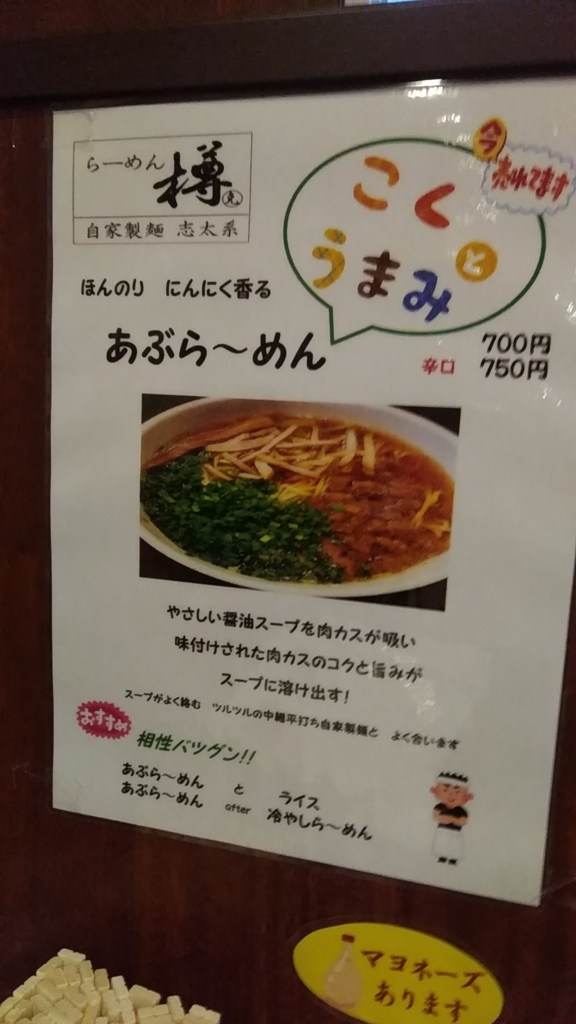 らーめん 樽
自家製麺 志太系
今
売れてます
こく
と
うまみ
ほんのり にんにく香る
あぶら〜めん
700円
辛口 750円
やさしい醤油スープを肉カスが吸い
味付けされた肉カスのコクと旨みが
スープに溶け出す!
スープがよく絡む ツルツルの中細平打ち自家製麺と よく合います
おすすめ
相性バツグン!!
あぶら〜めん と ライス
あぶら〜めん after 冷やしら〜めん
マヨネーズ
あります